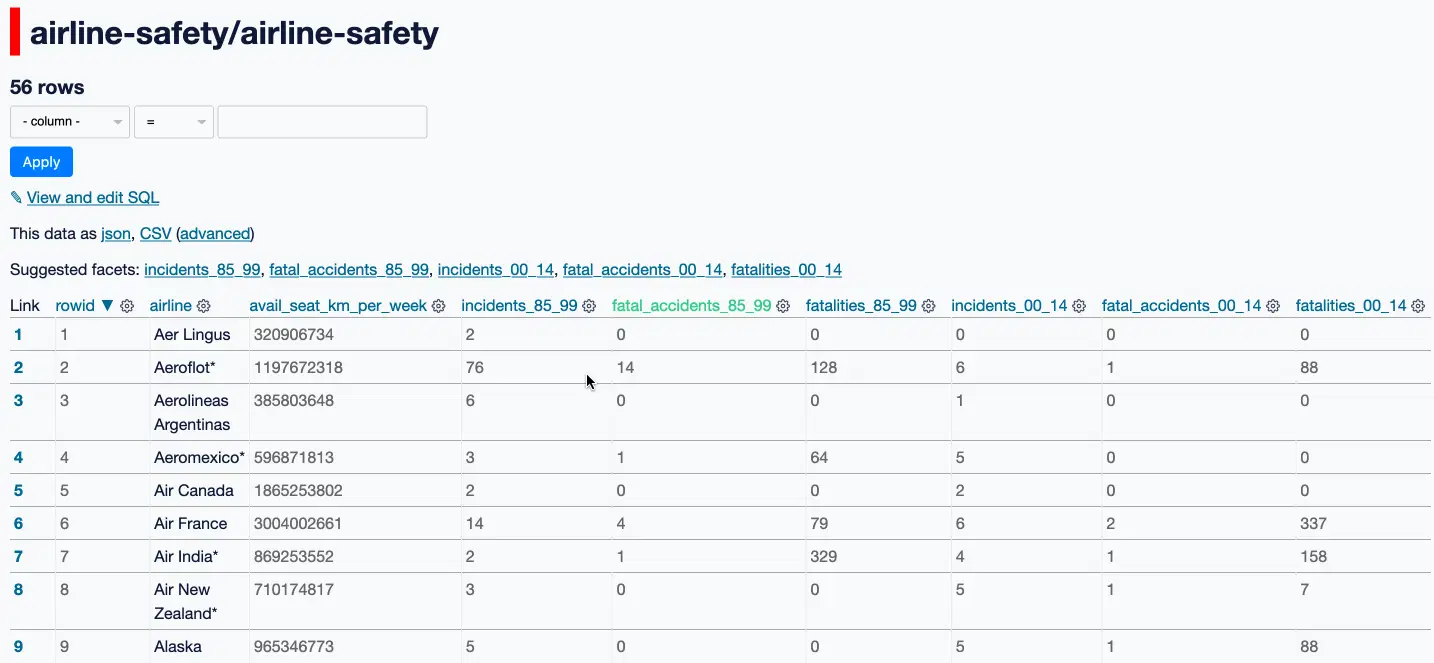 airline-safety/airline-safety
56 rows
- column - =
Apply
✎ View and edit SQL
This data as json, CSV (advanced)
Suggested facets: incidents_85_99, fatal_accidents_85_99, incidents_00_14, fatal_accidents_00_14, fatalities_00_14
Link rowid ▼ airline avail_seat_km_per_week incidents_85_99 fatal_accidents_85_99 fatalities_85_99 incidents_00_14 fatal_accidents_00_14 fatalities_00_14
1 1 Aer Lingus 320906734 2 0 0 0 0 0
2 2 Aeroflot* 1197672318 76 14 128 6 1 88
3 3 Aerolineas 385803648 6 0 0 1 0 0
Argentinas
4 4 Aeromexico* 596871813 3 1 64 5 0 0
5 5 Air Canada 1865253802 2 0 0 2 0 0
6 6 Air France 3004002661 14 4 79 6 2 337
7 7 Air India* 869253552 2 1 329 4 1 158
8 8 Air New 710174817 3 0 0 5 1 7
Zealand*
9 9 Alaska 965346773 5 0 0 5 1 88